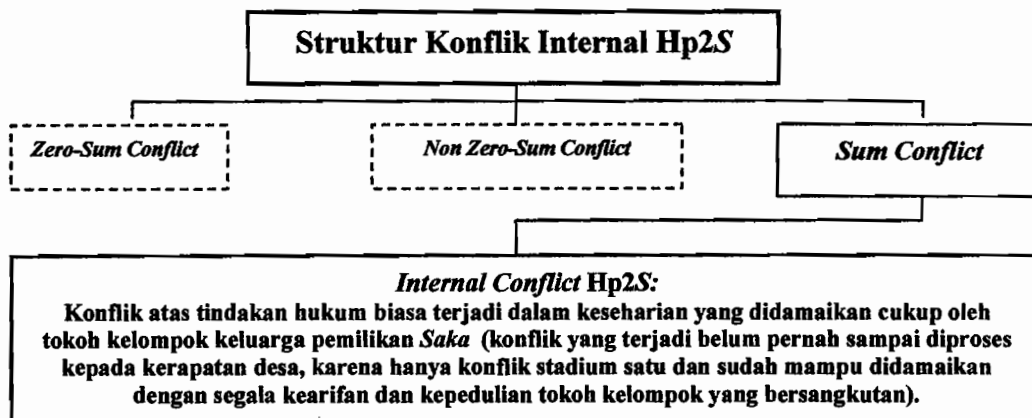 Struktur Konflik Internal Hp2S
Zero-Sum Conflict
Non Zero-Sum Conflict
Sum Conflict
Internal Conflict Hp2S:
Konflik atas tindakan hukum biasa terjadi dalam keseharian yang didamaikan cukup oleh
tokoh kelompok keluarga pemilikan Saka (konflik yang terjadi belum pernah sampai diproses
kepada kerapatan desa, karena hanya konflik stadium satu dan sudah mampu didamaikan
dengan segala kearifan dan kepedulian tokoh kelompok yang bersangkutan).